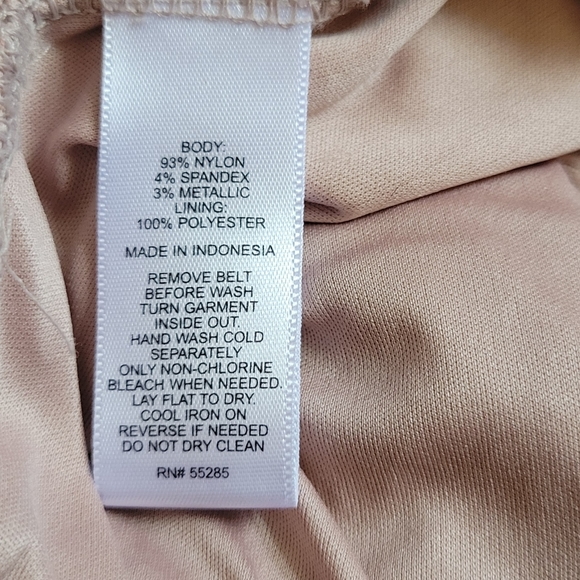 BODY:
93% NYLON
4% SPANDEX
3% METALLIC
LINING:
100% POLYESTER
MADE IN INDONESIA
REMOVE BELT
BEFORE WASH
TURN GARMENT
INSIDE OUT.
HAND WASH COLD
SEPARATELY
ONLY NON-CHLORINE
BLEACH WHEN NEEDED.
LAY FLAT TO DRY.
COOL IRON ON
REVERSE IF NEEDED
DO NOT DRY CLEAN
RN# 55285